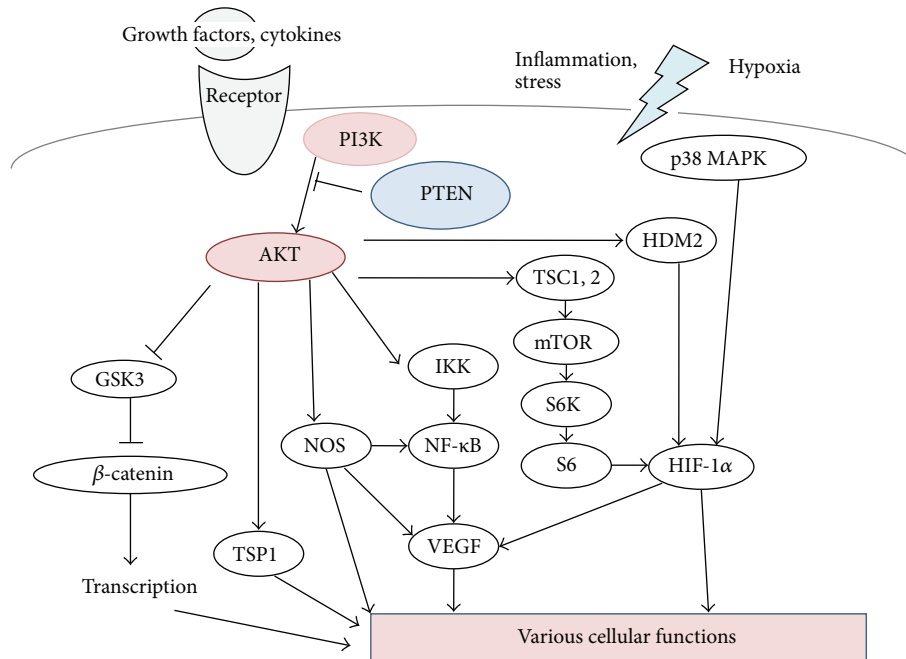 Growth factors, cytokines
Receptor
Inflammation,
stress
Hypoxia
PI3K
p38 MAPK
PTEN
AKT
HDM2
TSC1, 2
mTOR
GSK3
IKK
S6K
NOS
NF-κB
S6
HIF-1α
β-catenin
TSP1
VEGF
Transcription
Various cellular functions